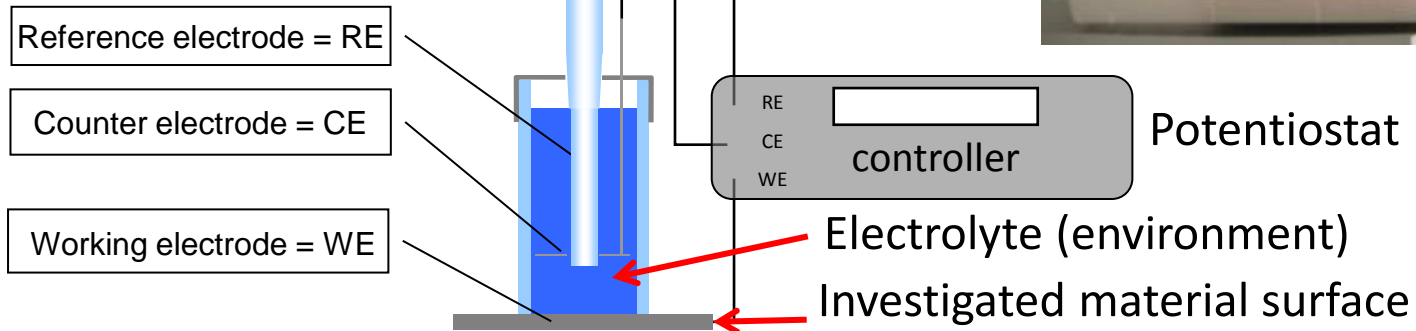 Reference electrode = RE
Counter electrode = CE
Working electrode = WE
RE
CE
WE
controller
Potentiostat
Electrolyte (environment)
Investigated material surface